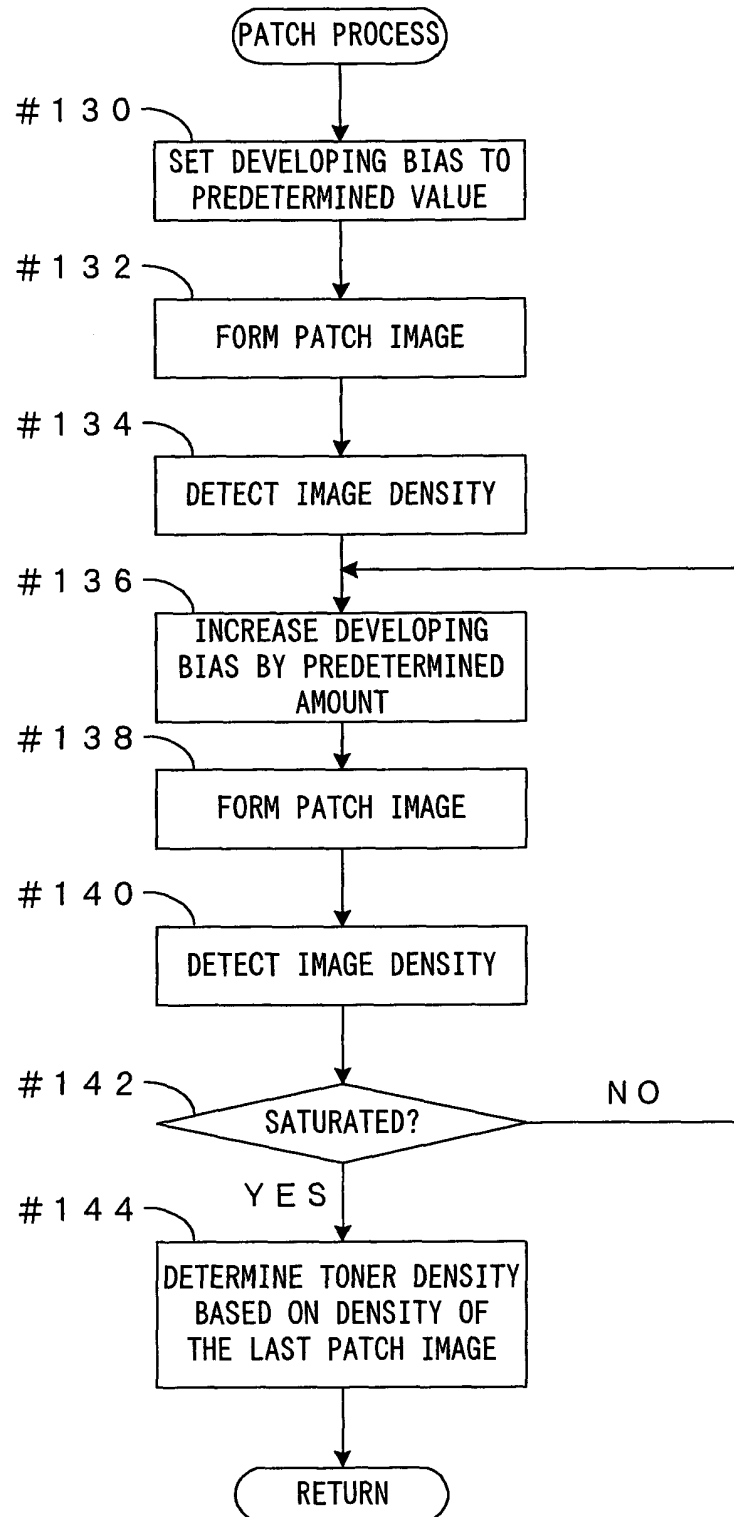 PATCH PROCESS
#130
SET DEVELOPING BIAS TO
PREDETERMINED VALUE
#132
FORM PATCH IMAGE
#134
DETECT IMAGE DENSITY
#136
INCREASE DEVELOPING
BIAS BY PREDETERMINED
AMOUNT
#138
FORM PATCH IMAGE
#140
DETECT IMAGE DENSITY
#142
SATURATED?
NO
YES
#144
DETERMINE TONER DENSITY
BASED ON DENSITY OF
THE LAST PATCH IMAGE
RETURN